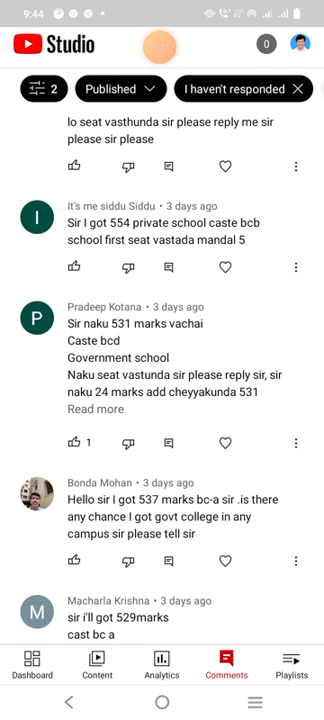 9:44
Studio
0
2
Published
I haven't responded
lo seat vasthunda sir please reply me sir
please sir please
I
It's me siddu Siddu • 3 days ago
Sir I got 554 private school caste bcb
school first seat vastada mandal 5
P
Pradeep Kotana • 3 days ago
Sir naku 531 marks vachai
Caste bcd
Government school
Naku seat vastunda sir please reply sir, sir
naku 24 marks add cheyyakunda 531
Read more
1
Bonda Mohan • 3 days ago
Hello sir I got 537 marks bc-a sir .is there
any chance I got govt college in any
campus sir please tell sir
M
Macharla Krishna • 3 days ago
sir i'll got 529marks
cast bc a
Dashboard
Content
Analytics
Comments
Playlists